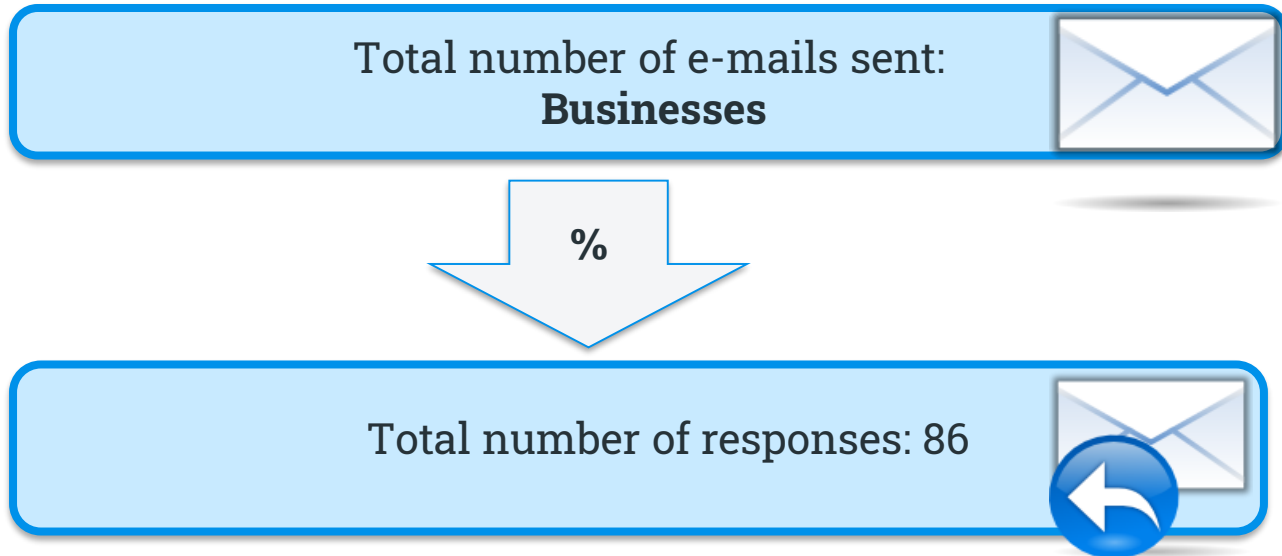 Total number of e-mails sent:
Businesses
%
Total number of responses: 86